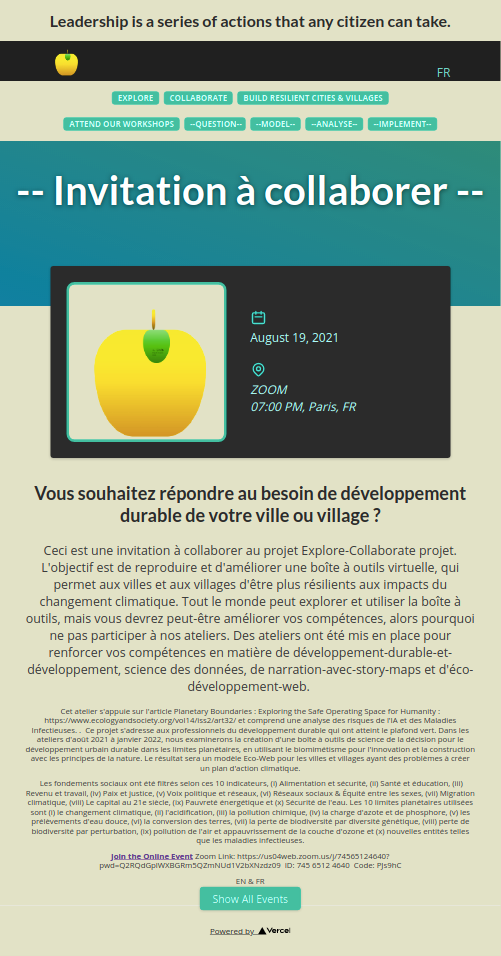 Leadership is a series of actions that any citizen can take.
FR
EXPLORE COLLABORATE BUILD RESILIENT CITIES & VILLAGES
ATTEND OUR WORKSHOPS --QUESTION-- --MODEL-- --ANALYSE-- --IMPLEMENT--
-- Invitation à collaborer --
August 19, 2021
ZOOM
07:00 PM, Paris, FR
Vous souhaitez répondre au besoin de développement
durable de votre ville ou village ?
Ceci est une invitation à collaborer au projet Explore-Collaborate projet.
L'objectif est de reproduire et d'améliorer une boîte à outils virtuelle, qui
permet aux villes et aux villages d'être plus résilients aux impacts du
changement climatique. Tout le monde peut explorer et utiliser la boîte à
outils, mais vous devrez peut-être améliorer vos compétences, alors pourquoi
ne pas participer à nos ateliers. Des ateliers ont été mis en place pour
renforcer vos compétences en matière de développement-durable-et-
développement, science des données, de narration-avec-story-maps et d'éco-
développement-web.
Cet atelier s'appuie sur l'article Planetary Boundaries : Exploring the Safe Operating Space for Humanity :
https://www.ecologyandsociety.org/vol14/iss2/art32/ et comprend une analyse des risques de l'IA et des Maladies
Infectieuses. . Ce projet s'adresse aux professionnels du développement durable qui ont atteint le plafond vert. Dans les
ateliers d'août 2021 à janvier 2022, nous examinerons la création d'une boîte à outils de science de la décision pour le
développement urbain durable dans les limites planétaires, en utilisant le biomimétisme pour l'innovation et la construction
avec les principes de la nature. Le résultat sera un modèle Eco-Web pour les villes et villages ayant des problèmes à créer
un plan d'action climatique.
Les fondements sociaux ont été filtrés selon ces 10 indicateurs, (i) Alimentation et sécurité, (ii) Santé et éducation, (iii)
Revenu et travail, (iv) Paix et justice, (v) Voix politique et réseaux, (vi) Réseaux sociaux & Équité entre les sexes, (vii) Migration
climatique, (viii) Le capital au 21e siècle, (ix) Pauvreté énergétique et (x) Sécurité de l'eau. Les 10 limites planétaires utilisées
sont (i) le changement climatique, (ii) l'acidification, (iii) la pollution chimique, (iv) la charge d'azote et de phosphore, (v) les
prélèvements d'eau douce, (vi) la conversion des terres, (vii) la perte de biodiversité par diversité génétique, (viii) perte de
biodiversité par perturbation, (ix) pollution de l'air et appauvrissement de la couche d'ozone et (x) nouvelles entités telles
que les maladies infectieuses.
Join the Online Event Zoom Link: https://us04web.zoom.us/j/74565124640?
pwd=Q2RQdGpIWXBGRm5QZmNUd1V2bXNzdz09 ID: 745 6512 4640 Code: PJs9hC
EN & FR
Show All Events
Powered by Vercel